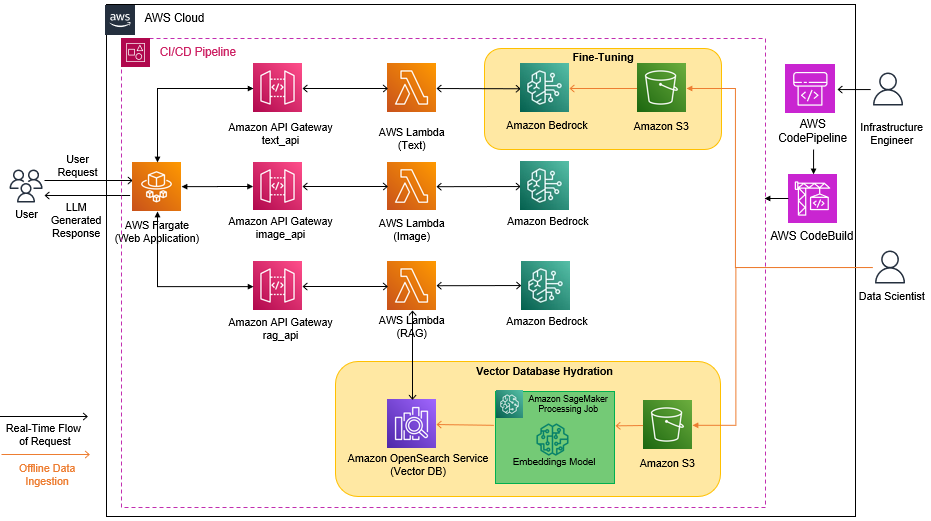 aws
AWS Cloud
CI/CD Pipeline
Fine-Tuning
Amazon API Gateway
text_api
AWS Lambda
(Text)
Amazon Bedrock
Amazon S3
AWS
CodePipeline
Infrastructure
Engineer
User
Request
User
LLM
Generated
Response
AWS Fargate
(Web Application)
Amazon API Gateway
image_api
AWS Lambda
(Image)
Amazon Bedrock
AWS CodeBuild
Data Scientist
Amazon API Gateway
rag_api
AWS Lambda
(RAG)
Amazon Bedrock
Vector Database Hydration
Amazon SageMaker
Processing Job
Embeddings Model
Amazon OpenSearch Service
(Vector DB)
Amazon S3
Real-Time Flow
of Request
Offline Data
Ingestion